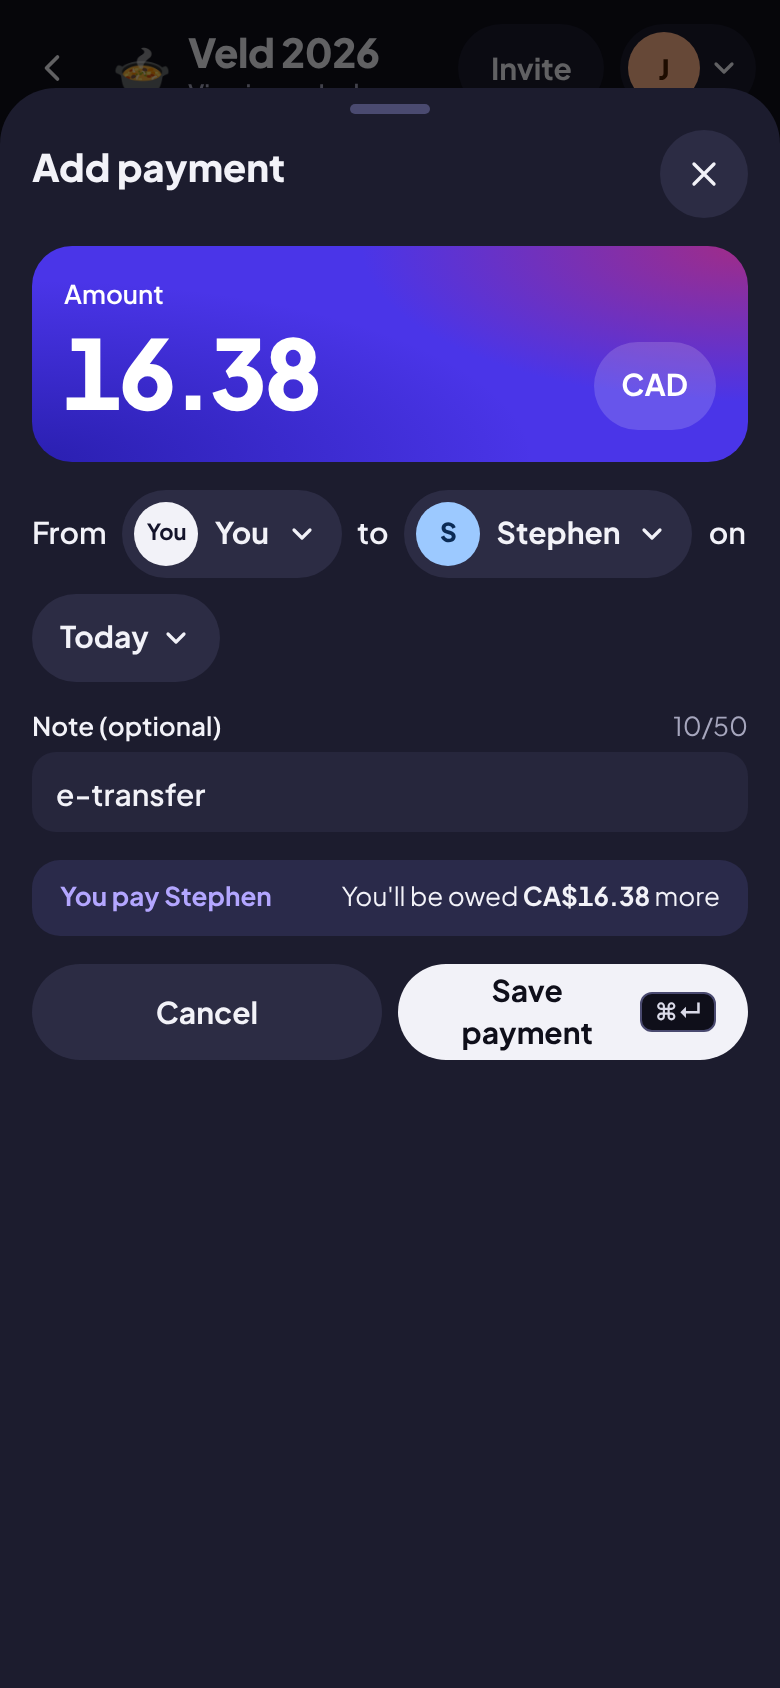 Veld 2026
Invite
J
Add payment
Amount
16.38
CAD
From You You to S Stephen on
Today
Note (optional) 10/50
e-transfer
You pay Stephen You'll be owed CA$16.38 more
Cancel
Save
payment
⌘↵